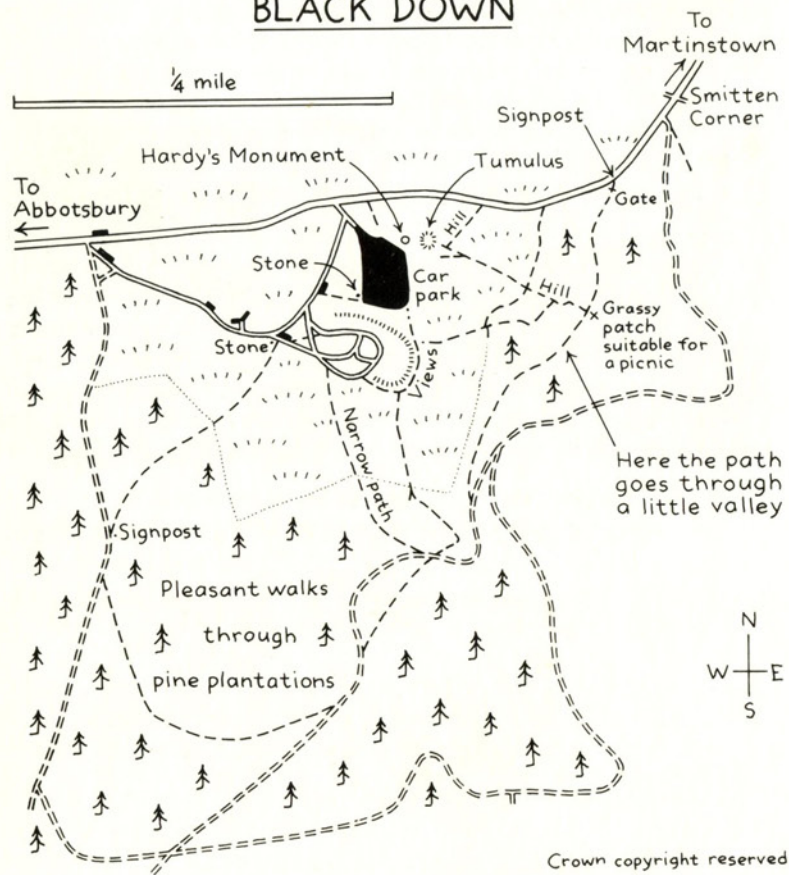 BLACK DOWN
To
Martinstown
¼ mile
Smitten
Corner
Signpost
Hardy's Monument
Tumulus
To
Abbotsbury
Gate
Hill
Stone
Car
park
Hill
Grassy
patch
suitable for
a picnic
Stone
Views
Narrow path
Here the path
goes through
a little valley
Signpost
Pleasant walks
through
pine plantations
N
W E
S
Crown copyright reserved